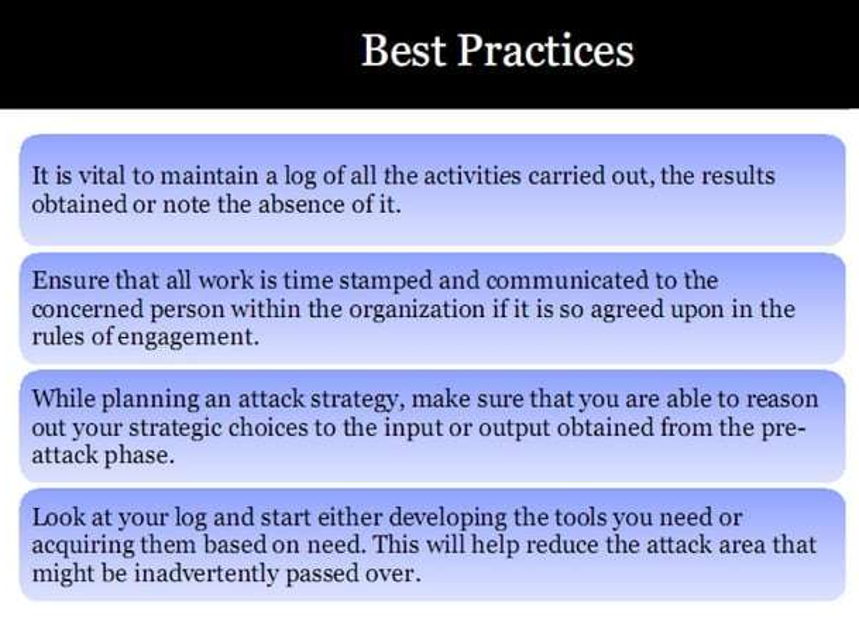 Best Practices
It is vital to maintain a log of all the activities carried out, the results
obtained or note the absence of it.
Ensure that all work is time stamped and communicated to the
concerned person within the organization if it is so agreed upon in the
rules of engagement.
While planning an attack strategy, make sure that you are able to reason
out your strategic choices to the input or output obtained from the pre-
attack phase.
Look at your log and start either developing the tools you need or
acquiring them based on need. This will help reduce the attack area that
might be inadvertently passed over.